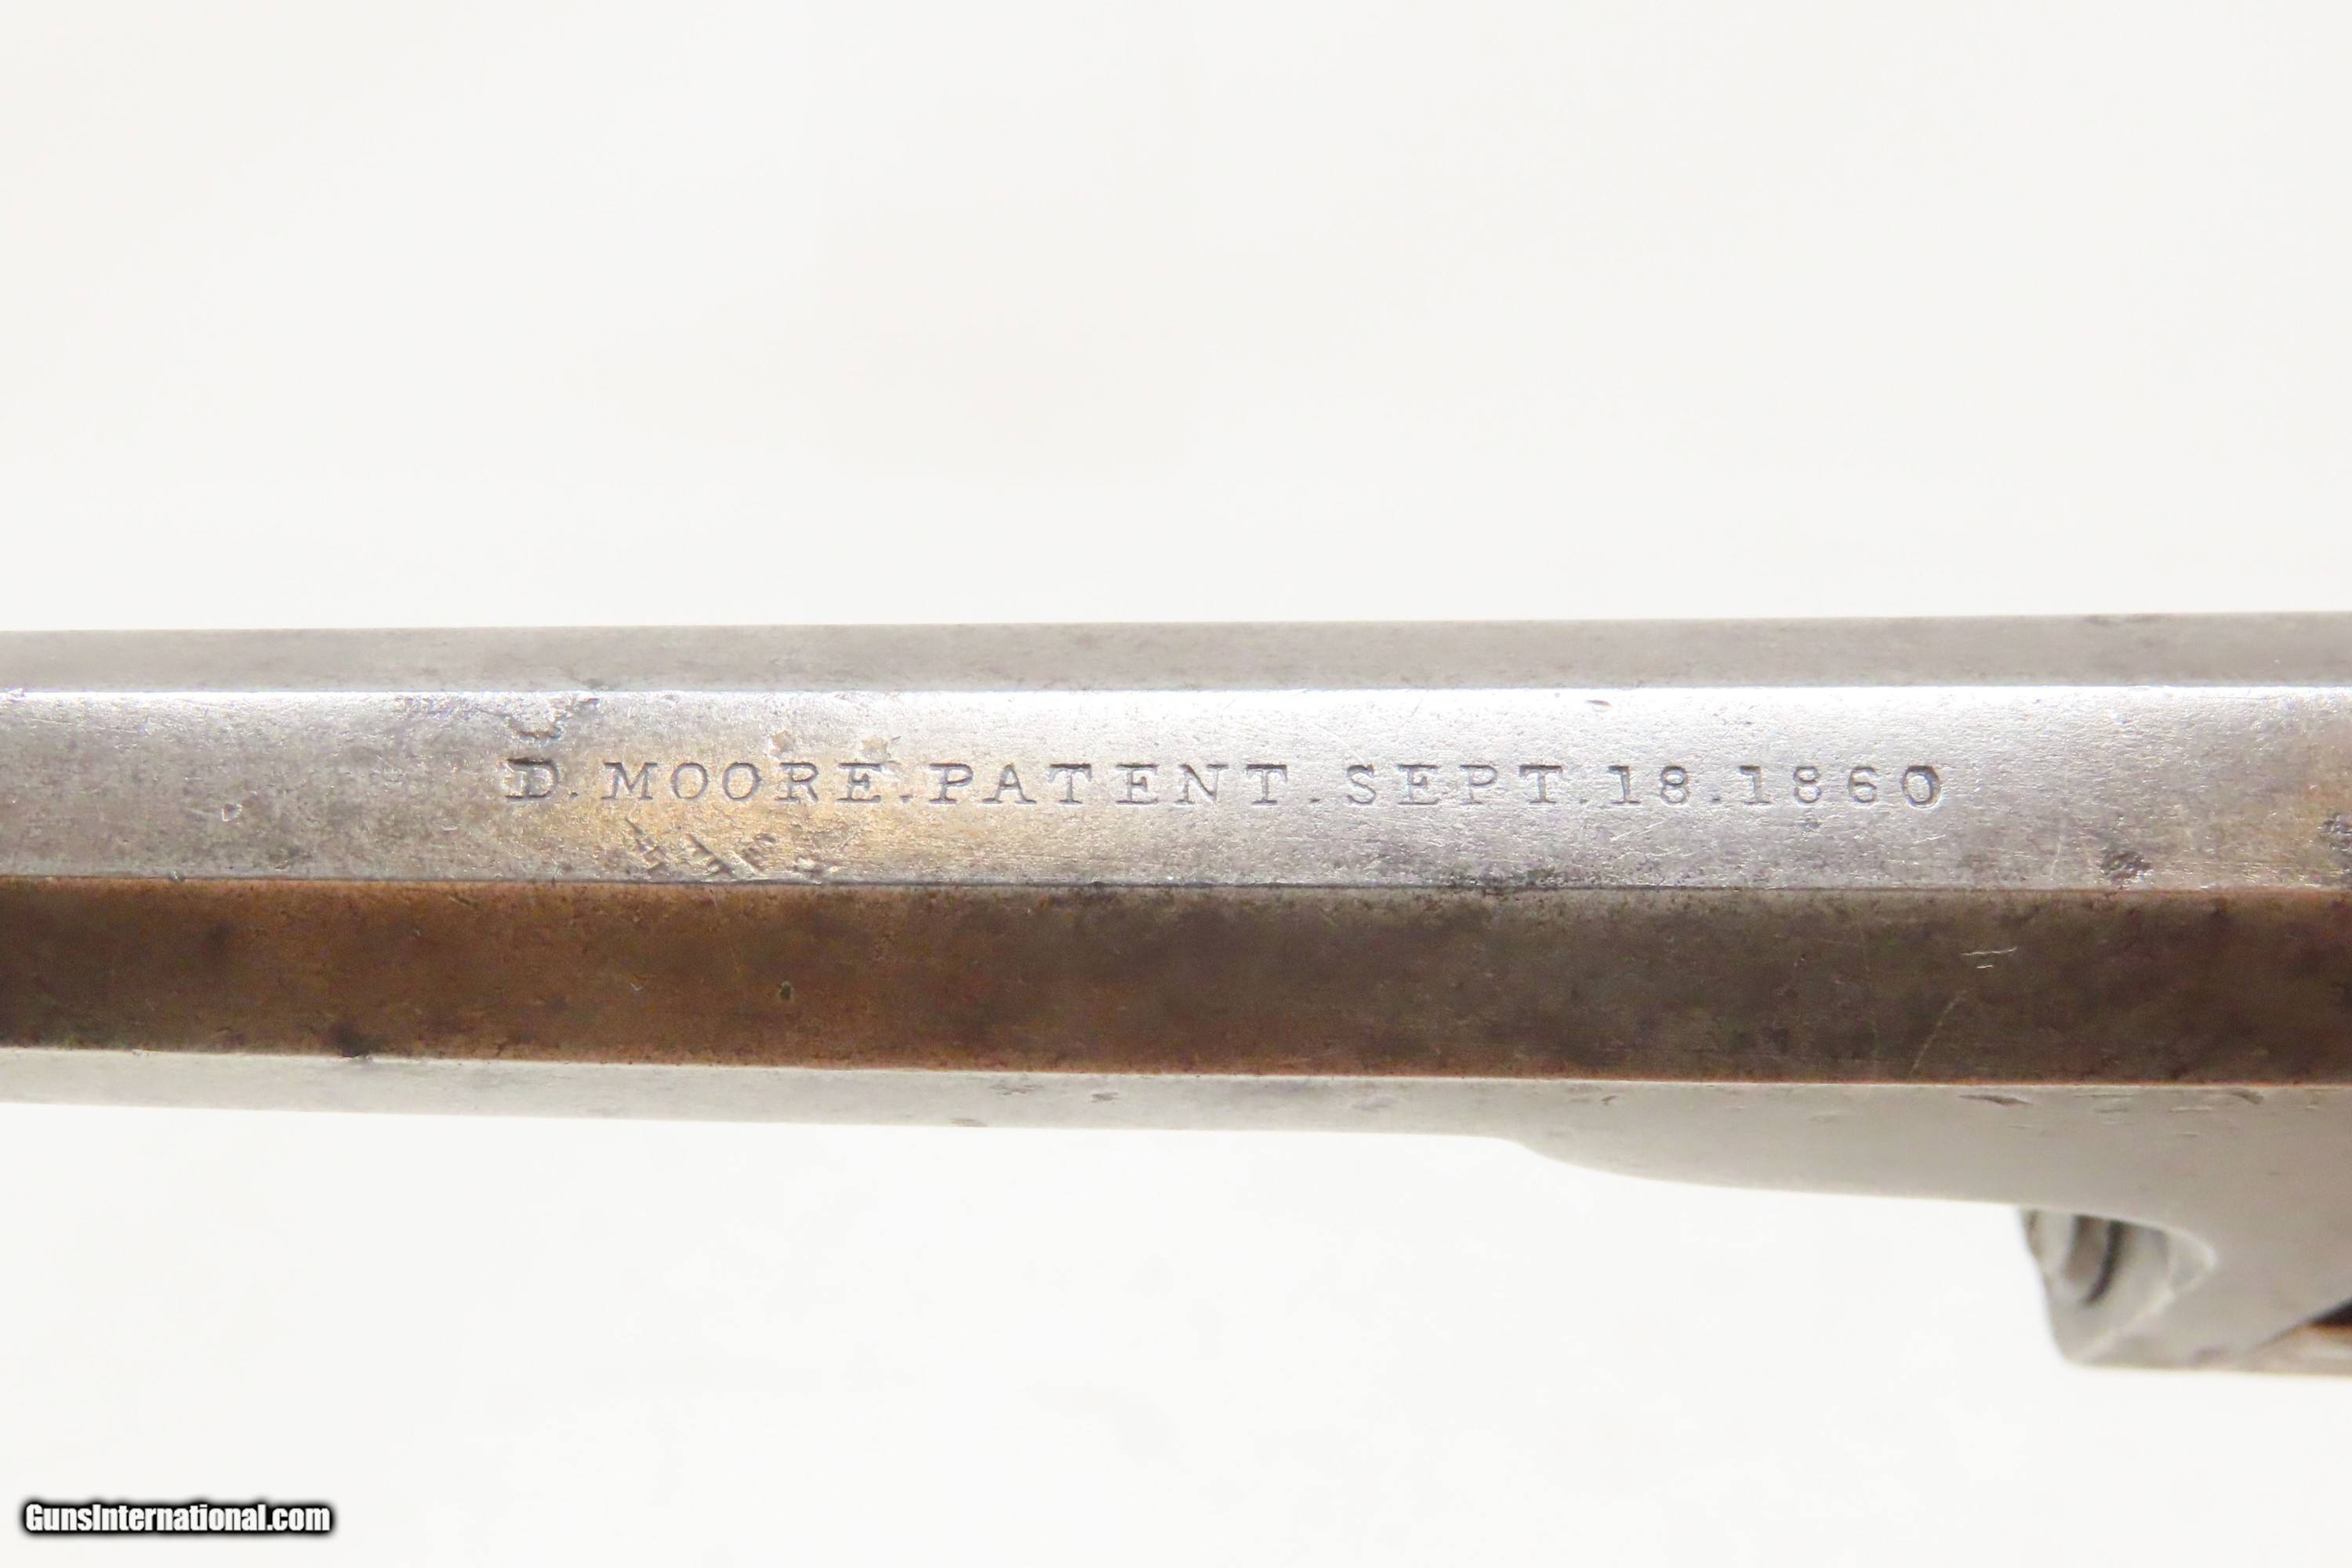 D. MOORE. PATENT. SEPT. 18. 1860
GunsInternational.com